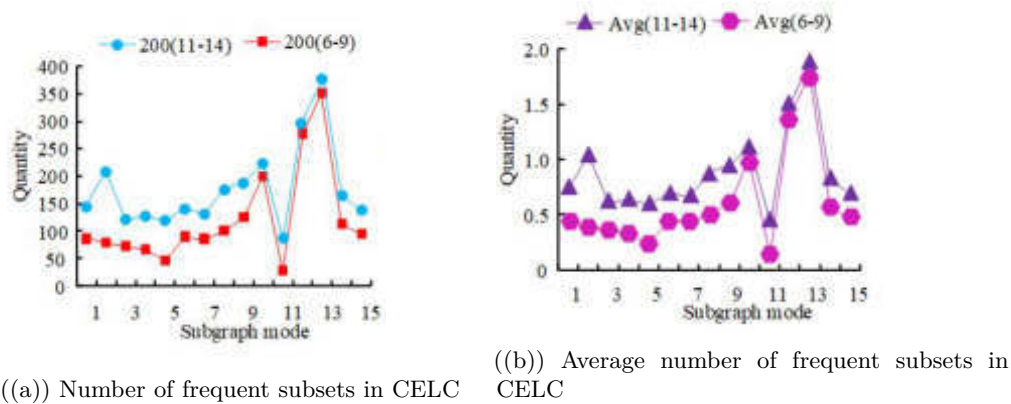 200(11-14) 200(6-9)
400
350
300
250
200
150
100
50
0
Quantity
1 3 5 7 9 11 13 15
Subgraph mode
((a)) Number of frequent subsets in CELC
Avg(11-14) Avg(6-9)
2.0
1.5
1.0
0.5
0
Quantity
1 3 5 7 9 11 13 15
Subgraph mode
((b)) Average number of frequent subsets in
CELC